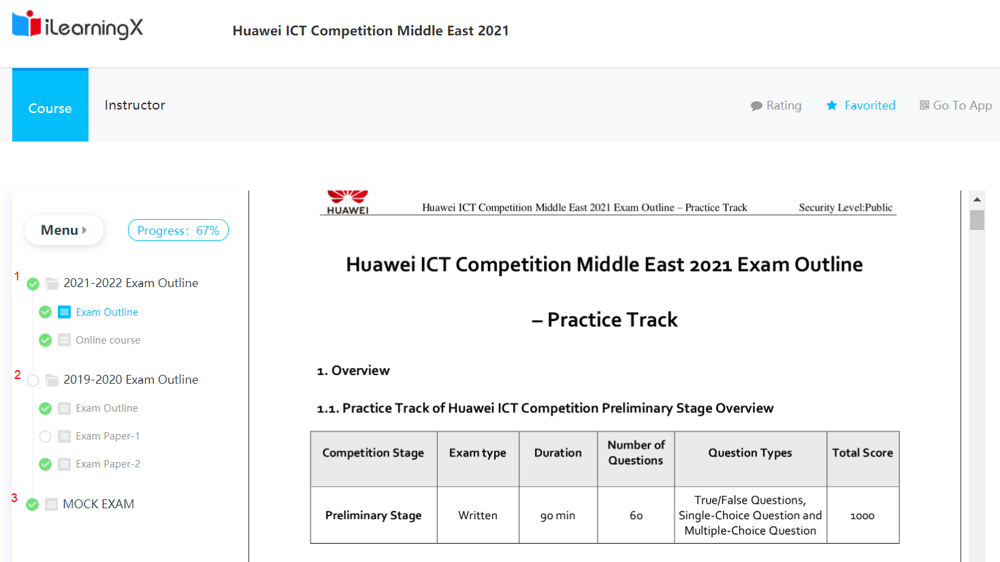 iLearningX
Huawei ICT Competition Middle East 2021
Course
Instructor
Rating
Favorited
Go To App
Menu
Progress: 67%
1
2021-2022 Exam Outline
Exam Outline
Online course
2
2019-2020 Exam Outline
Exam Outline
Exam Paper-1
Exam Paper-2
3
MOCK EXAM
HUAWEI
Huawei ICT Competition Middle East 2021 Exam Outline – Practice Track
Security Level:Public
Huawei ICT Competition Middle East 2021 Exam Outline
– Practice Track
1. Overview
1.1. Practice Track of Huawei ICT Competition Preliminary Stage Overview
Competition Stage
Exam type
Duration
Number of
Questions
Question Types
Total Score
Preliminary Stage
Written
90 min
60
True/False Questions,
Single-Choice Question and
Multiple-Choice Question
1000